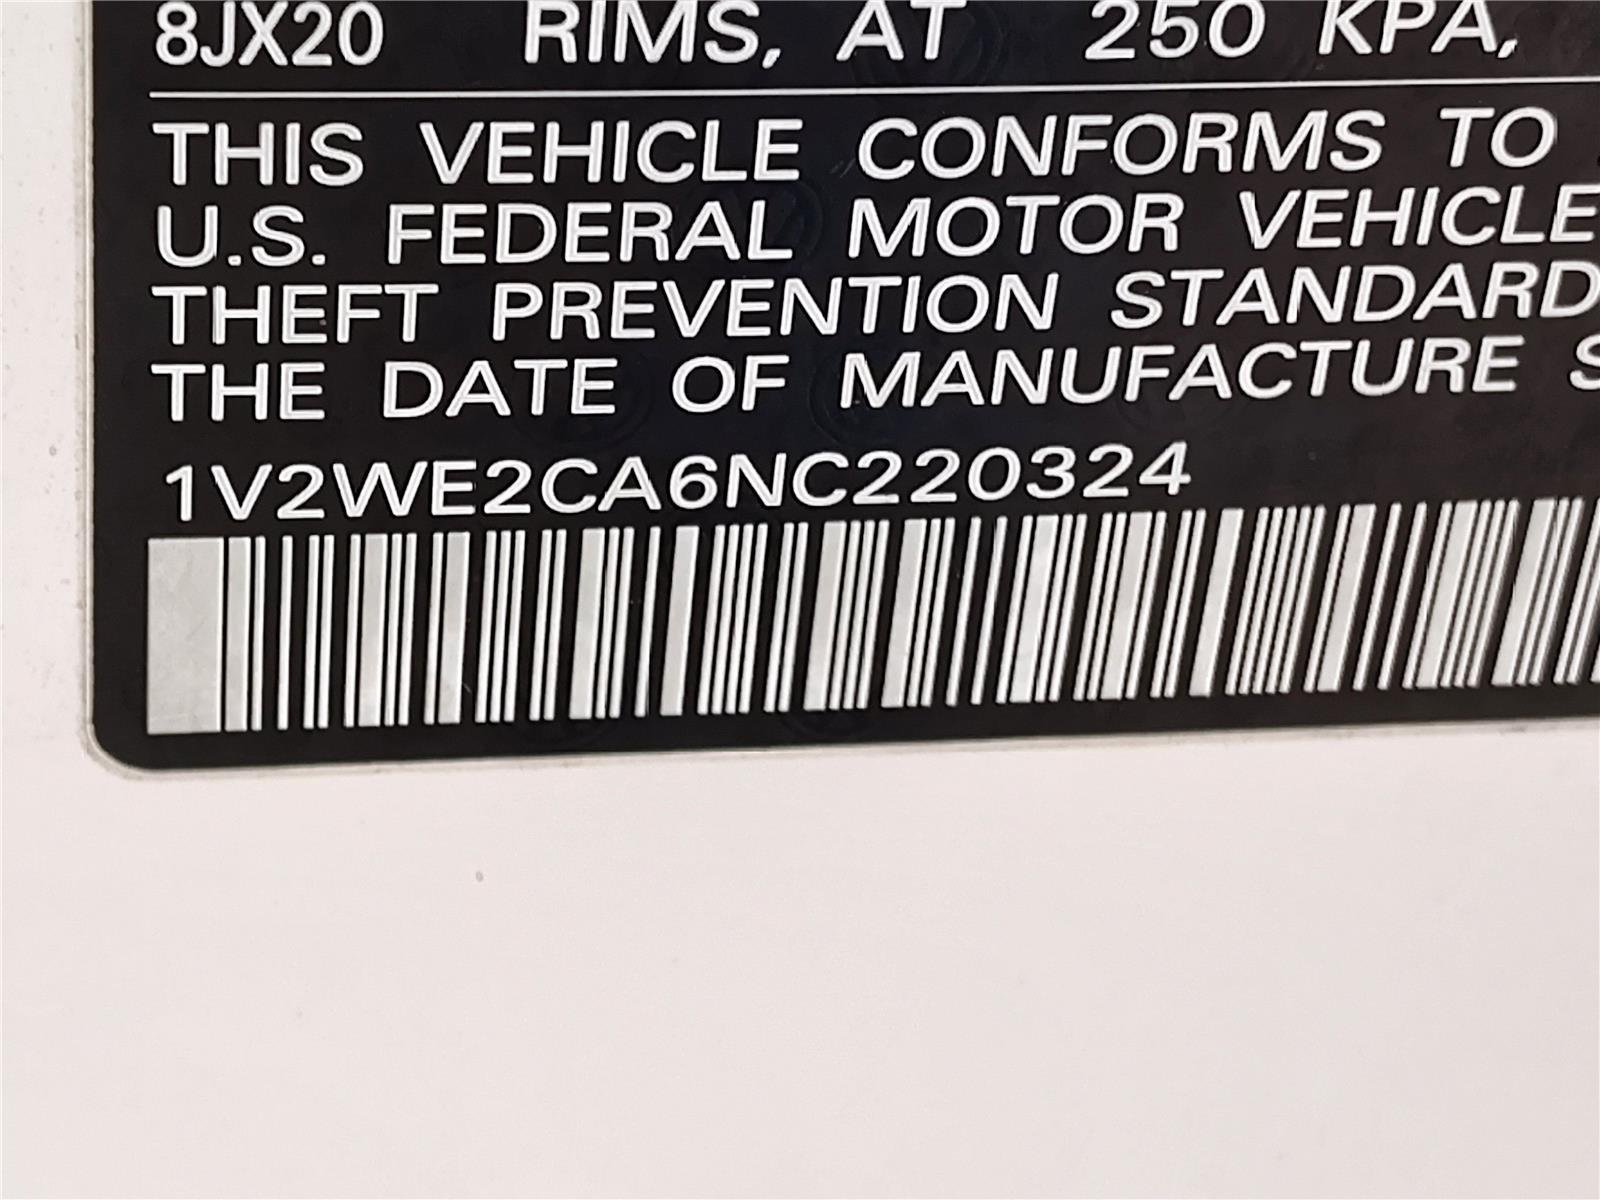 8JX20 RIMS, AT 250 KPA,
THIS VEHICLE CONFORMS TO
U.S. FEDERAL MOTOR VEHICLE
THEFT PREVENTION STANDARD
THE DATE OF MANUFACTURE S
1V2WE2CA6NC220324